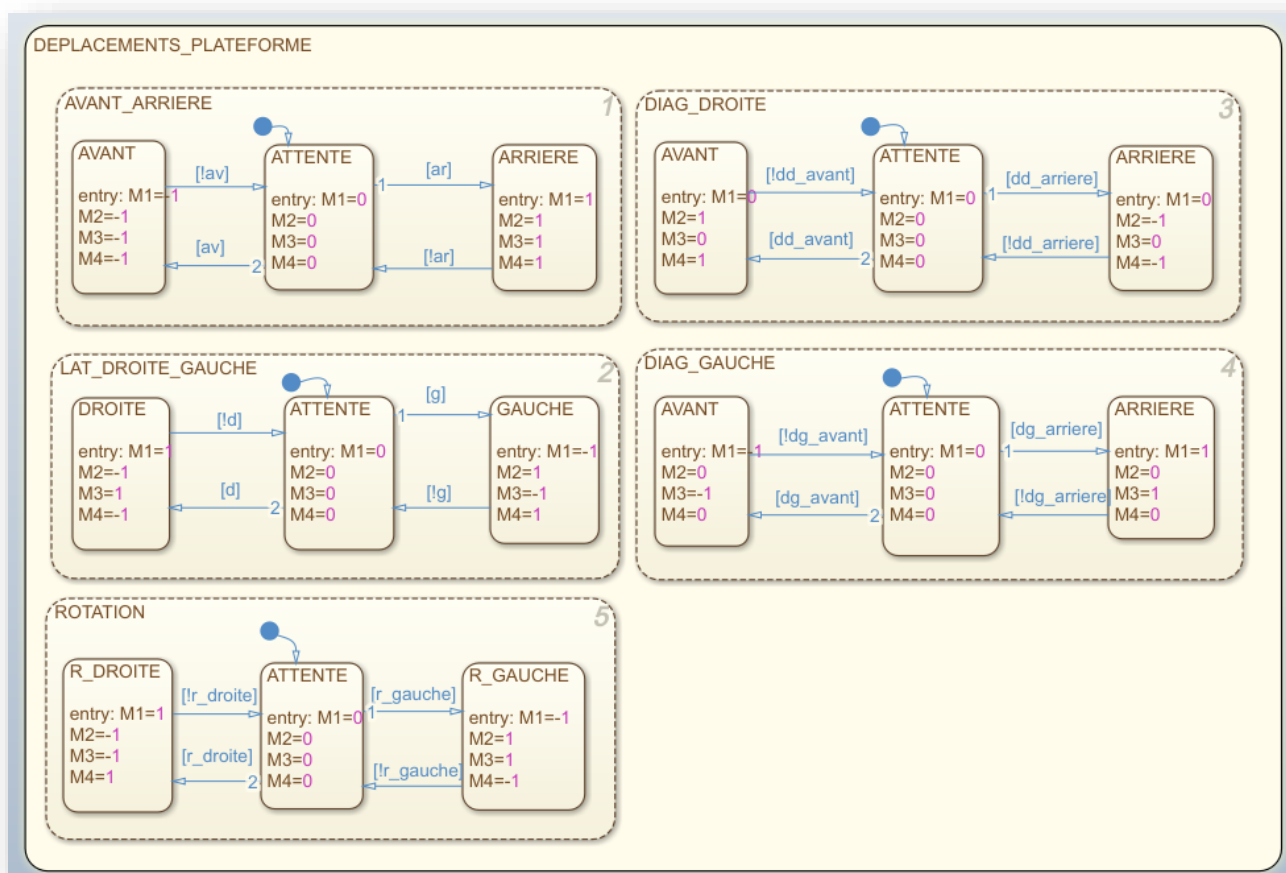 DEPLACEMENTS_PLATEFORME
AVANT_ARRIERE
1
AVANT
entry: M1=-1
M2=-1
M3=-1
M4=-1
[!av]
[av]
2
ATTENTE
entry: M1=0
M2=0
M3=0
M4=0
1
[ar]
[!ar]
ARRIERE
entry: M1=1
M2=1
M3=1
M4=1
DIAG_DROITE
3
AVANT
entry: M1=0
M2=1
M3=0
M4=1
[!dd_avant]
[dd_avant]
2
ATTENTE
entry: M1=0
M2=0
M3=0
M4=0
1
[dd_arriere]
[!dd_arriere]
ARRIERE
entry: M1=0
M2=-1
M3=0
M4=-1
LAT_DROITE_GAUCHE
2
DROITE
entry: M1=1
M2=-1
M3=1
M4=-1
[!d]
[d]
2
ATTENTE
entry: M1=0
M2=0
M3=0
M4=0
1
[g]
[!g]
GAUCHE
entry: M1=-1
M2=1
M3=-1
M4=1
DIAG_GAUCHE
4
AVANT
entry: M1=-1
M2=0
M3=-1
M4=0
[!dg_avant]
[dg_avant]
2
ATTENTE
entry: M1=0
M2=0
M3=0
M4=0
1
[dg_arriere]
[!dg_arriere]
ARRIERE
entry: M1=1
M2=0
M3=1
M4=0
ROTATION
5
R_DROITE
entry: M1=1
M2=-1
M3=-1
M4=1
[!r_droite]
[r_droite]
2
ATTENTE
entry: M1=0
M2=0
M3=0
M4=0
1
[r_gauche]
[!r_gauche]
R_GAUCHE
entry: M1=-1
M2=1
M3=1
M4=-1